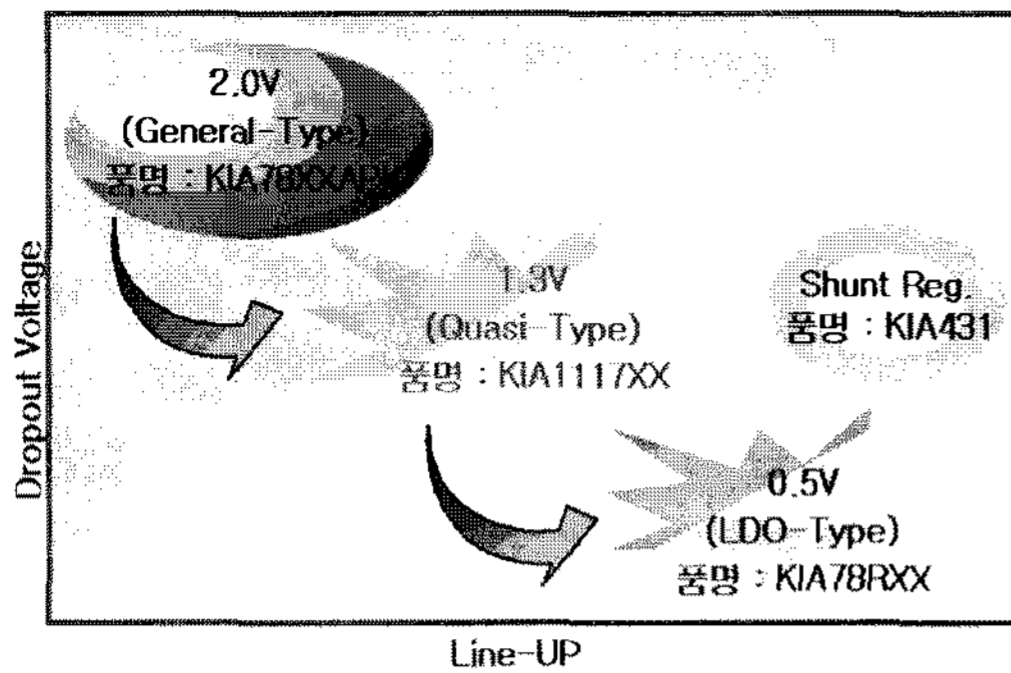 2.0V
(General-Type)
품명 : KIA78XXAPI
1.3V
(Quasi Type)
품명 : KIA1117XX
Shunt Reg.
품명 : KIA431
0.5V
(LDO-Type)
품명 : KIA78RXX
Dropout Voltage
Line-UP